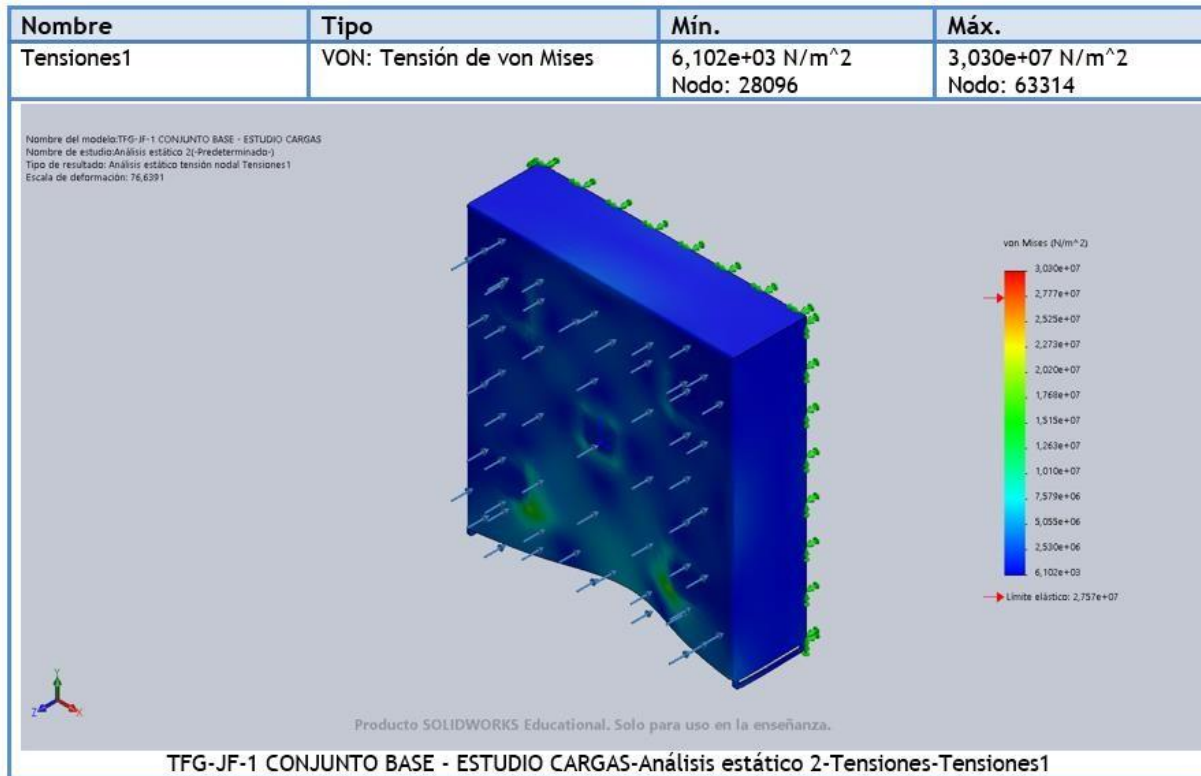 Nombre Tipo Mín. Máx.
Tensiones1 VON: Tensión de von Mises 6,102e+03 N/m^2 3,030e+07 N/m^2
Nodo: 28096 Nodo: 63314
Nombre del modelo:TFG-JF-1 CONJUNTO BASE - ESTUDIO CARGAS
Nombre de estudio:Análisis estático 2(-Predeterminado-)
Tipo de resultado: Análisis estático tensión nodal Tensiones1
Escala de deformación: 76,6391
von Mises (N/m^2)
3,030e+07
2,777e+07
2,525e+07
2,273e+07
2,020e+07
1,768e+07
1,515e+07
1,263e+07
1,010e+07
7,579e+06
5,055e+06
2,530e+06
6,102e+03
Límite elástico: 2,757e+07
Y
Z X
Producto SOLIDWORKS Educational. Solo para uso en la enseñanza.
TFG-JF-1 CONJUNTO BASE - ESTUDIO CARGAS-Análisis estático 2-Tensiones-Tensiones1